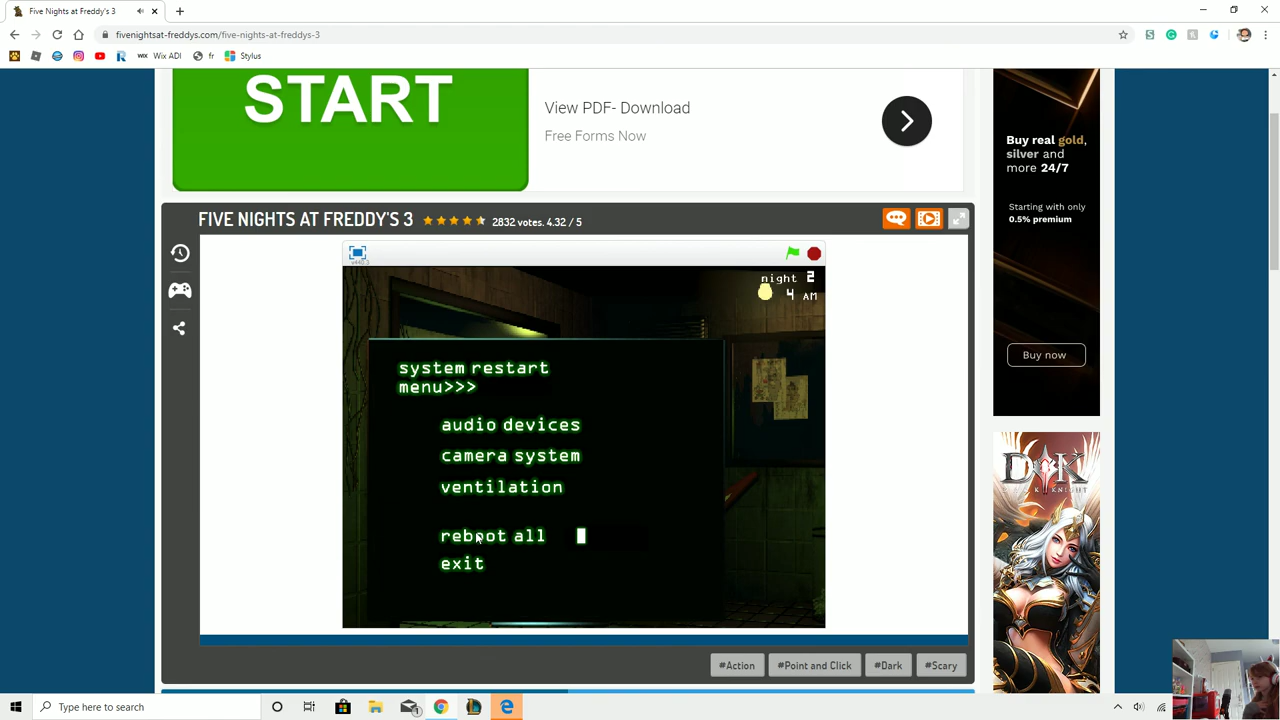 Five Nights at Freddy's 3
fivenightsat-freddys.com/five-nights-at-freddys-3
Wix ADI
fr
Stylus
START
View PDF- Download
Free Forms Now
Buy real gold,
silver and
more 24/7
Starting with only
0.5% premium
Buy now
FIVE NIGHTS AT FREDDY'S 3
2832 votes. 4.32 / 5
night 2
4 AM
system restart
menu>>>
audio devices
camera system
ventilation
reboot all
exit
#Action
#Point and Click
#Dark
#Scary
Type here to search